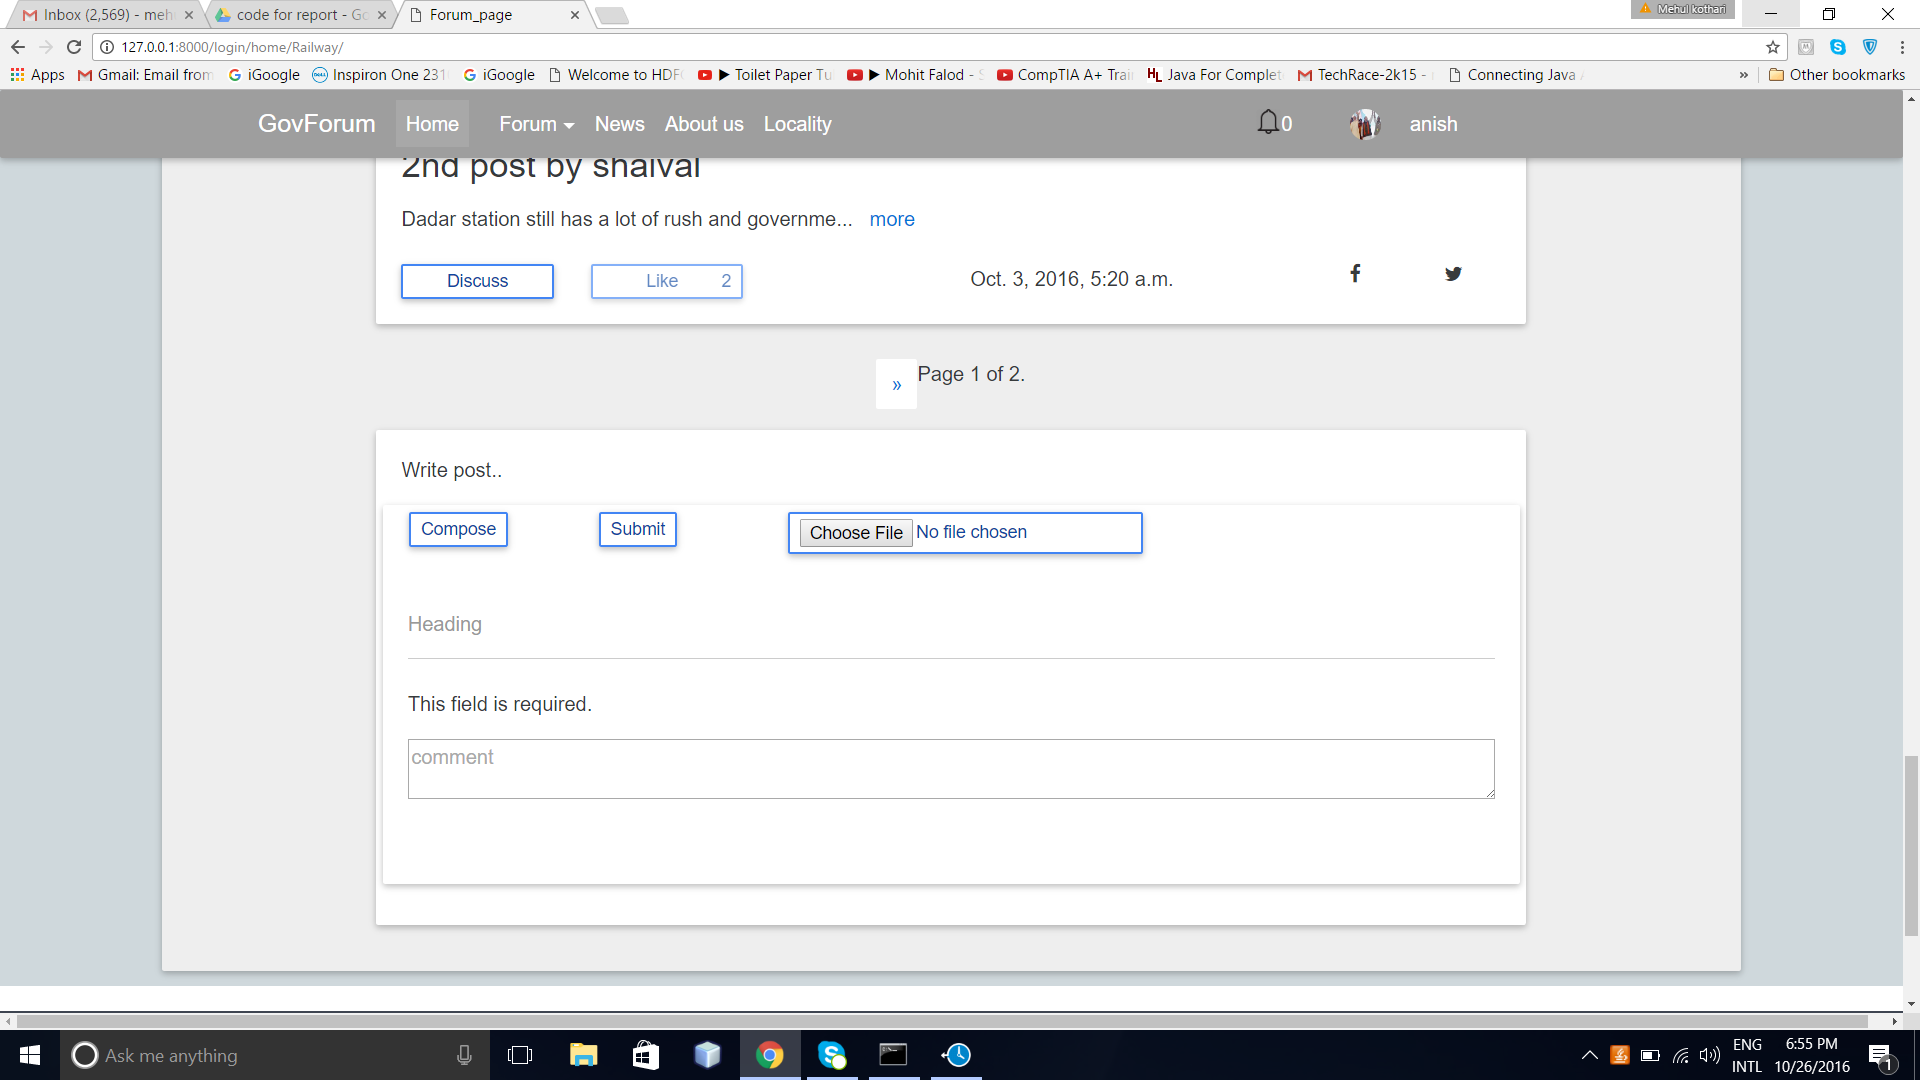 Inbox (2,569) - meh
code for report - Go
Forum_page
Mehul kothari
127.0.0.1:8000/login/home/Railway/
Apps
Gmail: Email from
iGoogle
Inspiron One 231
iGoogle
Welcome to HDF
▶ Toilet Paper Tu
▶ Mohit Falod - S
CompTIA A+ Trai
HL Java For Complet
TechRace-2k15 -
Connecting Java
»
Other bookmarks
GovForum
Home
Forum
News
About us
Locality
0
anish
2nd post by shaival
Dadar station still has a lot of rush and governme... more
Discuss
Like 2
Oct. 3, 2016, 5:20 a.m.
» Page 1 of 2.
Write post..
Compose
Submit
Choose File No file chosen
Heading
This field is required.
comment
Ask me anything
ENG
INTL
6:55 PM
10/26/2016
1